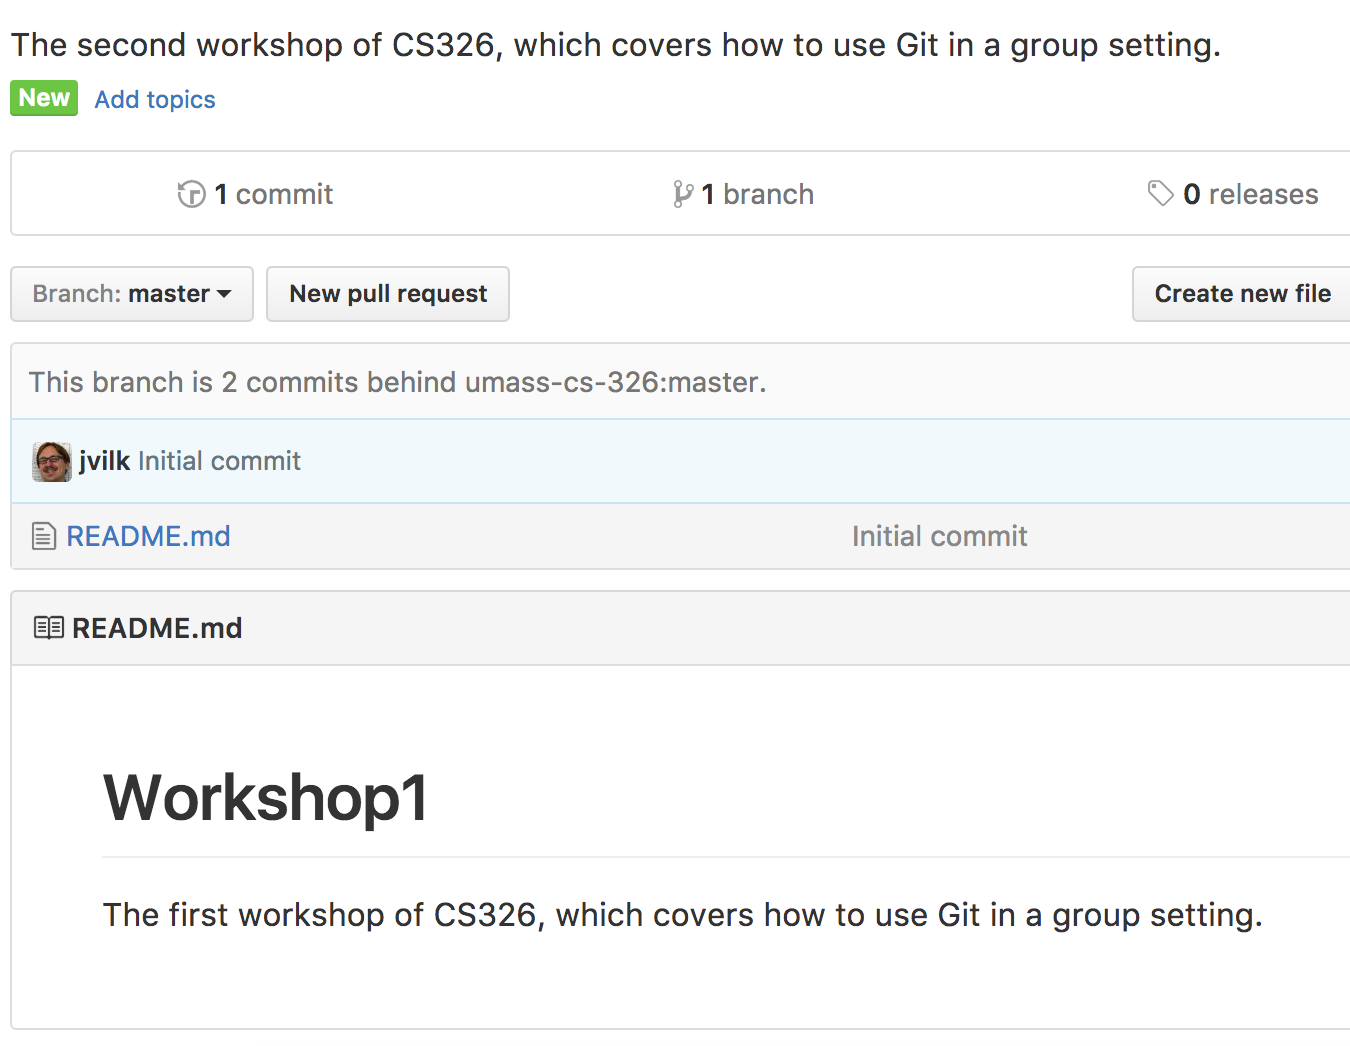 The second workshop of CS326, which covers how to use Git in a group setting.
New Add topics
1 commit 1 branch 0 releases
Branch: master New pull request Create new file
This branch is 2 commits behind umass-cs-326:master.
jvilk Initial commit
README.md Initial commit
README.md
Workshop1
The first workshop of CS326, which covers how to use Git in a group setting.